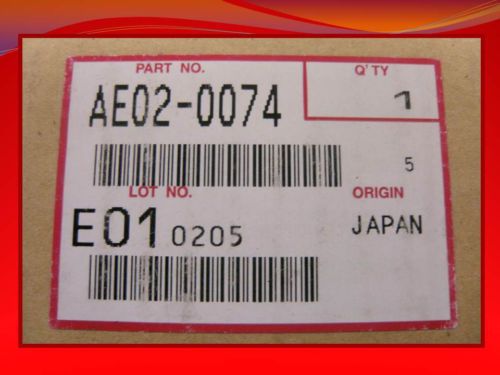 PART NO.
Q'TY
AE02-0074
1
5
LOT NO.
ORIGIN
E01 0205
JAPAN